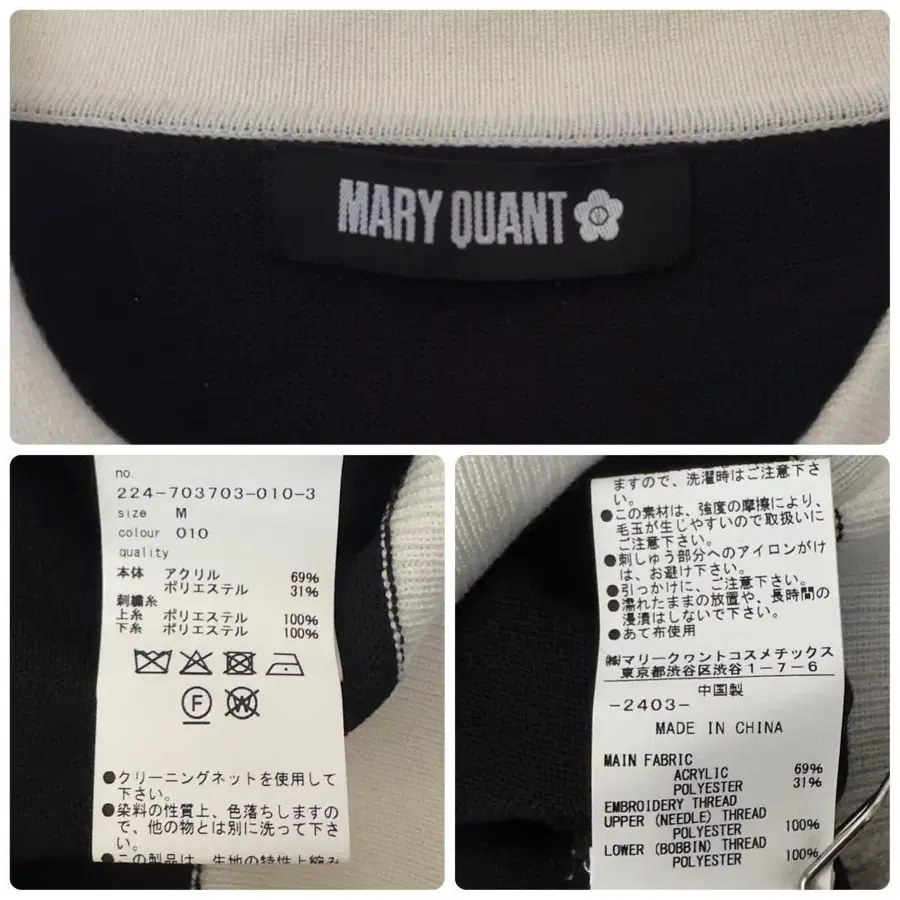 MARY QUANT
no.
224-703703-010-3
size M
colour 010
quality
本体 アクリル 69%
ポリエステル 31%
刺繍糸
上糸 ポリエステル 100%
下糸 ポリエステル 100%
F
W
●クリーニングネットを使用して
下さい。
●染料の性質上、色落ちしますの
で、他の物とは別に洗って下さ
い。
●この製品は、生地の特性上縮み
ますので、洗濯時はご注意下さ
い。
●この素材は、強度の摩擦により、
毛玉が生じやすいので取扱いに
ご注意下さい。
●刺しゅう部分へのアイロンがけ
は、お避け下さい。
●引っかけに、ご注意下さい。
●濡れたままの放置や、長時間の
浸漬はしないで下さい。
●あて布使用
㈱マリークヮントコスメチックス
東京都渋谷区渋谷1-7-6
中国製
-2403-
MADE IN CHINA
MAIN FABRIC
ACRYLIC 69%
POLYESTER 31%
EMBROIDERY THREAD
UPPER (NEEDLE) THREAD
POLYESTER 100%
LOWER (BOBBIN) THREAD
POLYESTER 100%